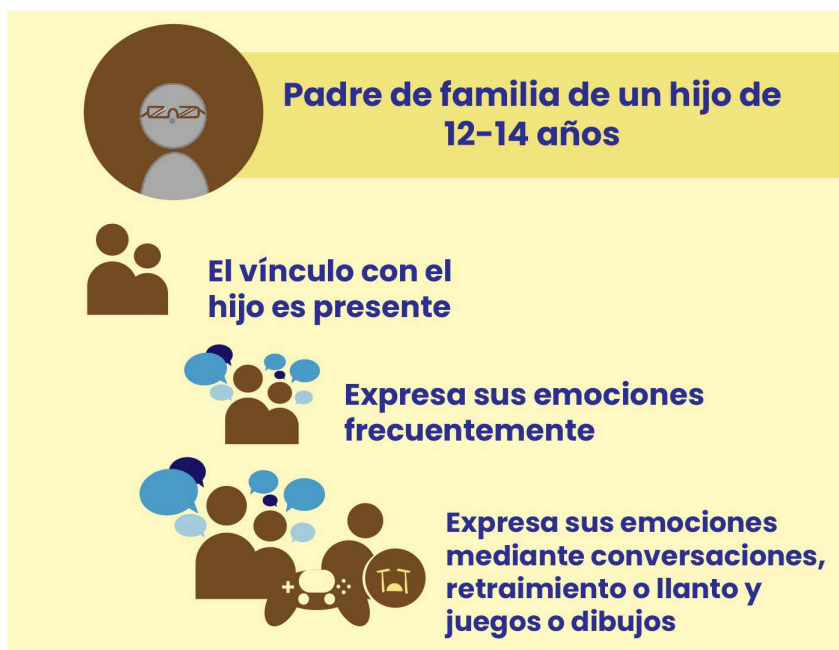 Padre de familia de un hijo de
12-14 años
El vínculo con el
hijo es presente
Expresa sus emociones
frecuentemente
Expresa sus emociones
mediante conversaciones,
retraimiento o llanto y
juegos o dibujos